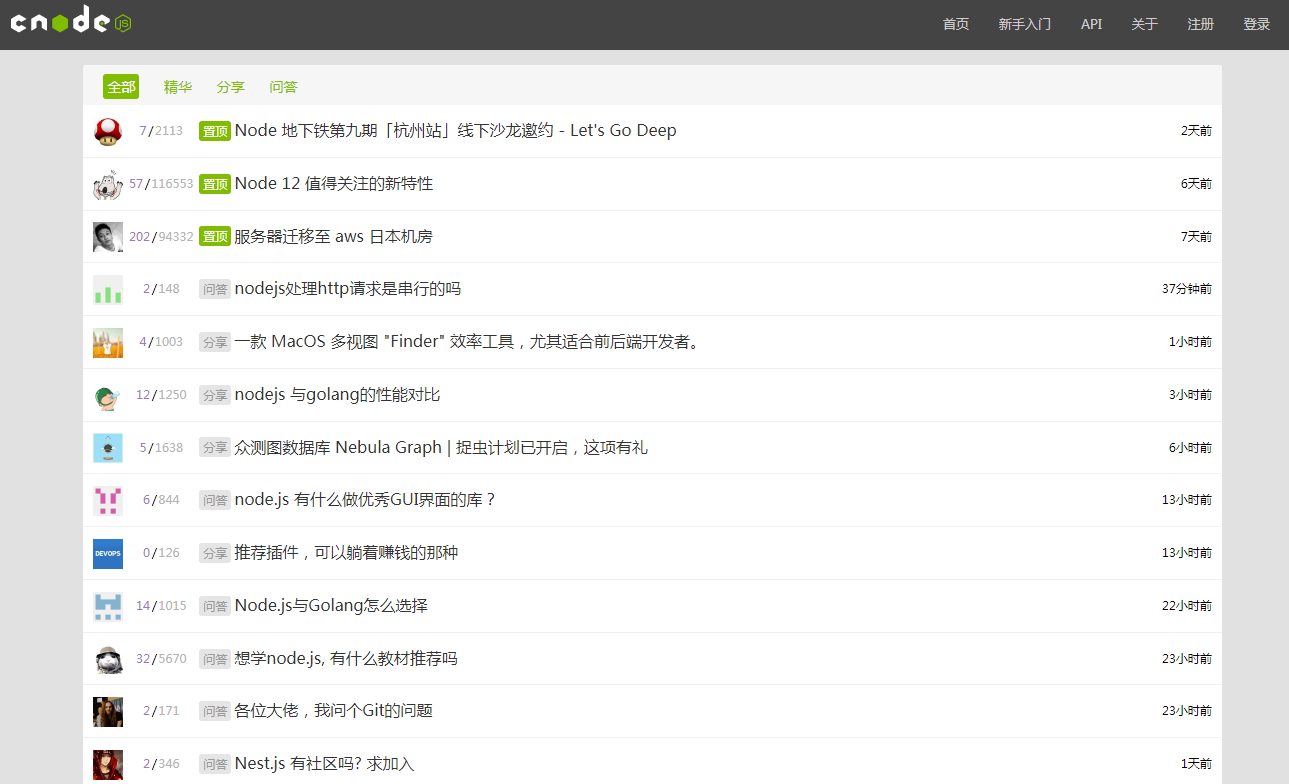 cnode JS 首页 新手入门 API 关于 注册 登录
全部 精华 分享 问答
7/2113 置顶 Node 地下铁第九期「杭州站」线下沙龙邀约 - Let's Go Deep 2天前
57/116553 置顶 Node 12 值得关注的新特性 6天前
202/94332 置顶 服务器迁移至 aws 日本机房 7天前
2/148 问答 nodejs处理http请求是串行的吗 37分钟前
4/1003 分享 一款 MacOS 多视图 "Finder" 效率工具，尤其适合前后端开发者。 1小时前
12/1250 分享 nodejs 与golang的性能对比 3小时前
5/1638 分享 众测图数据库 Nebula Graph | 捉虫计划已开启，这项有礼 6小时前
6/844 问答 node.js 有什么做优秀GUI界面的库？ 13小时前
DEVOPS 0/126 分享 推荐插件，可以躺着赚钱的那种 13小时前
14/1015 问答 Node.js与Golang怎么选择 22小时前
32/5670 问答 想学node.js, 有什么教材推荐吗 23小时前
2/171 问答 各位大佬，我问个Git的问题 23小时前
2/346 问答 Nest.js 有社区吗? 求加入 1天前